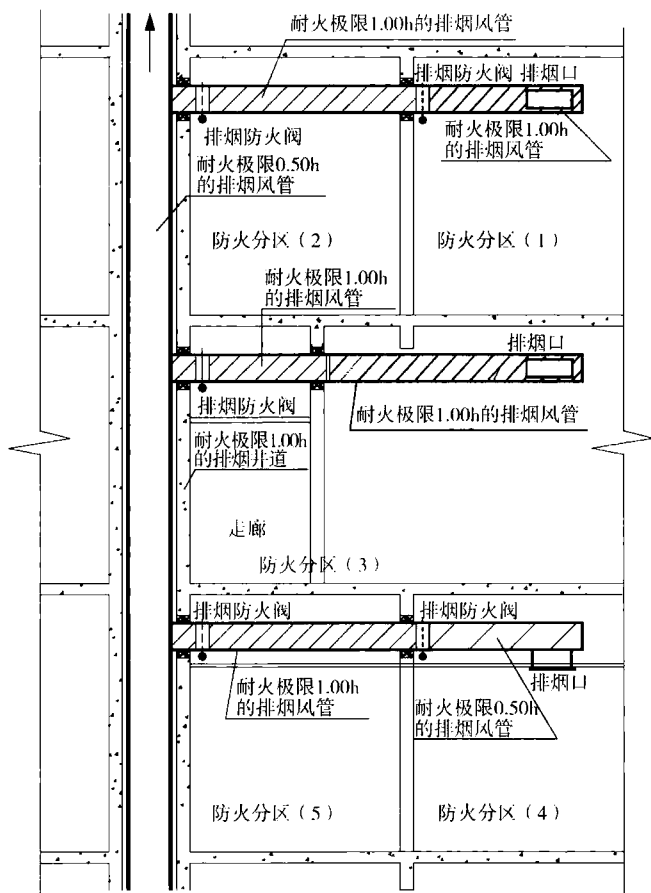 耐火极限1.00h的排烟风管
排烟防火阀 排烟口
耐火极限1.00h
的排烟风管
排烟防火阀
耐火极限0.50h
的排烟风管
防火分区（2）
防火分区（1）
耐火极限1.00h
的排烟风管
排烟口
排烟防火阀
耐火极限1.00h的排烟风管
耐火极限1.00h
的排烟井道
走廊
防火分区（3）
排烟防火阀
排烟防火阀
耐火极限1.00h
的排烟风管
排烟口
耐火极限0.50h
的排烟风管
防火分区（5）
防火分区（4）